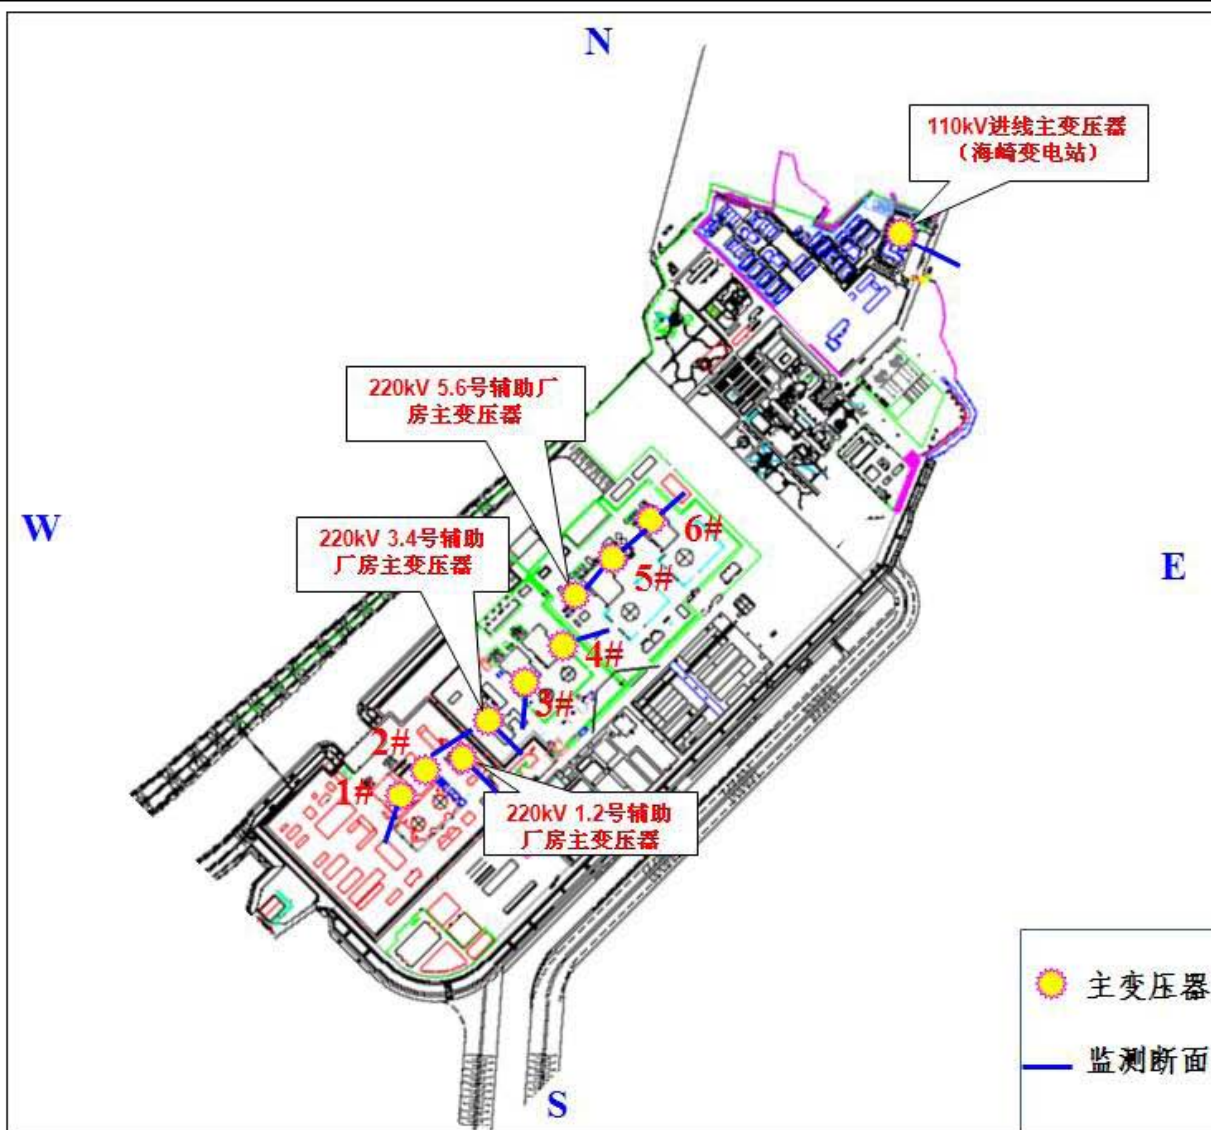 N
110kV进线主变压器
（海崎变电站）
220kV 5.6号辅助厂
房主变压器
W
6#
220kV 3.4号辅助
厂房主变压器
5#
E
4#
3#
2#
1#
220kV 1.2号辅助
厂房主变压器
主变压器
监测断面
S